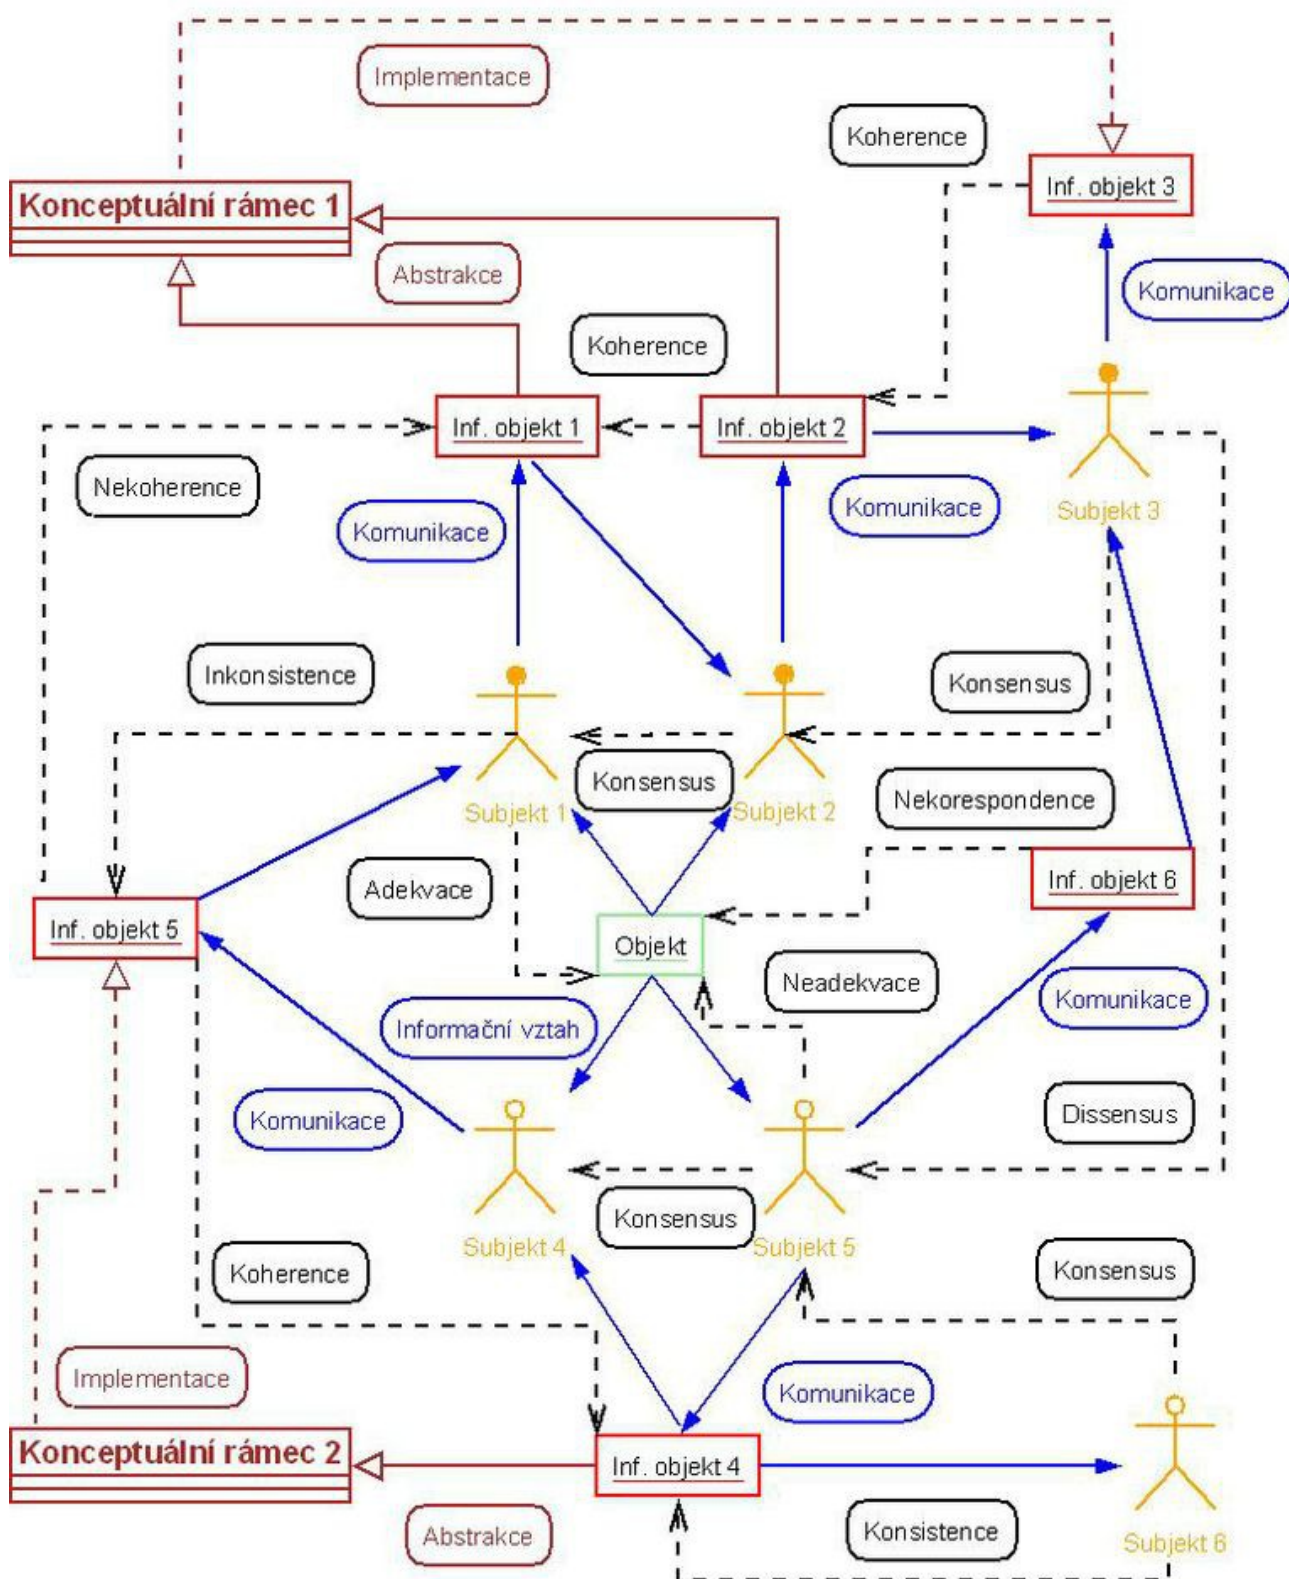 Implementace
Koherence
Inf. objekt 3
Konceptuální rámec 1
Abstrakce
Komunikace
Koherence
Inf. objekt 1
Inf. objekt 2
Nekoherence
Komunikace
Komunikace
Subjekt 3
Inkonsistence
Konsensus
Konsensus
Nekorespondence
Subjekt 1
Subjekt 2
Adekvace
Inf. objekt 6
Inf. objekt 5
Objekt
Neadekvace
Komunikace
Informační vztah
Komunikace
Dissensus
Konsensus
Subjekt 4
Subjekt 5
Koherence
Konsensus
Implementace
Komunikace
Konceptuální rámec 2
Inf. objekt 4
Abstrakce
Konsistence
Subjekt 6